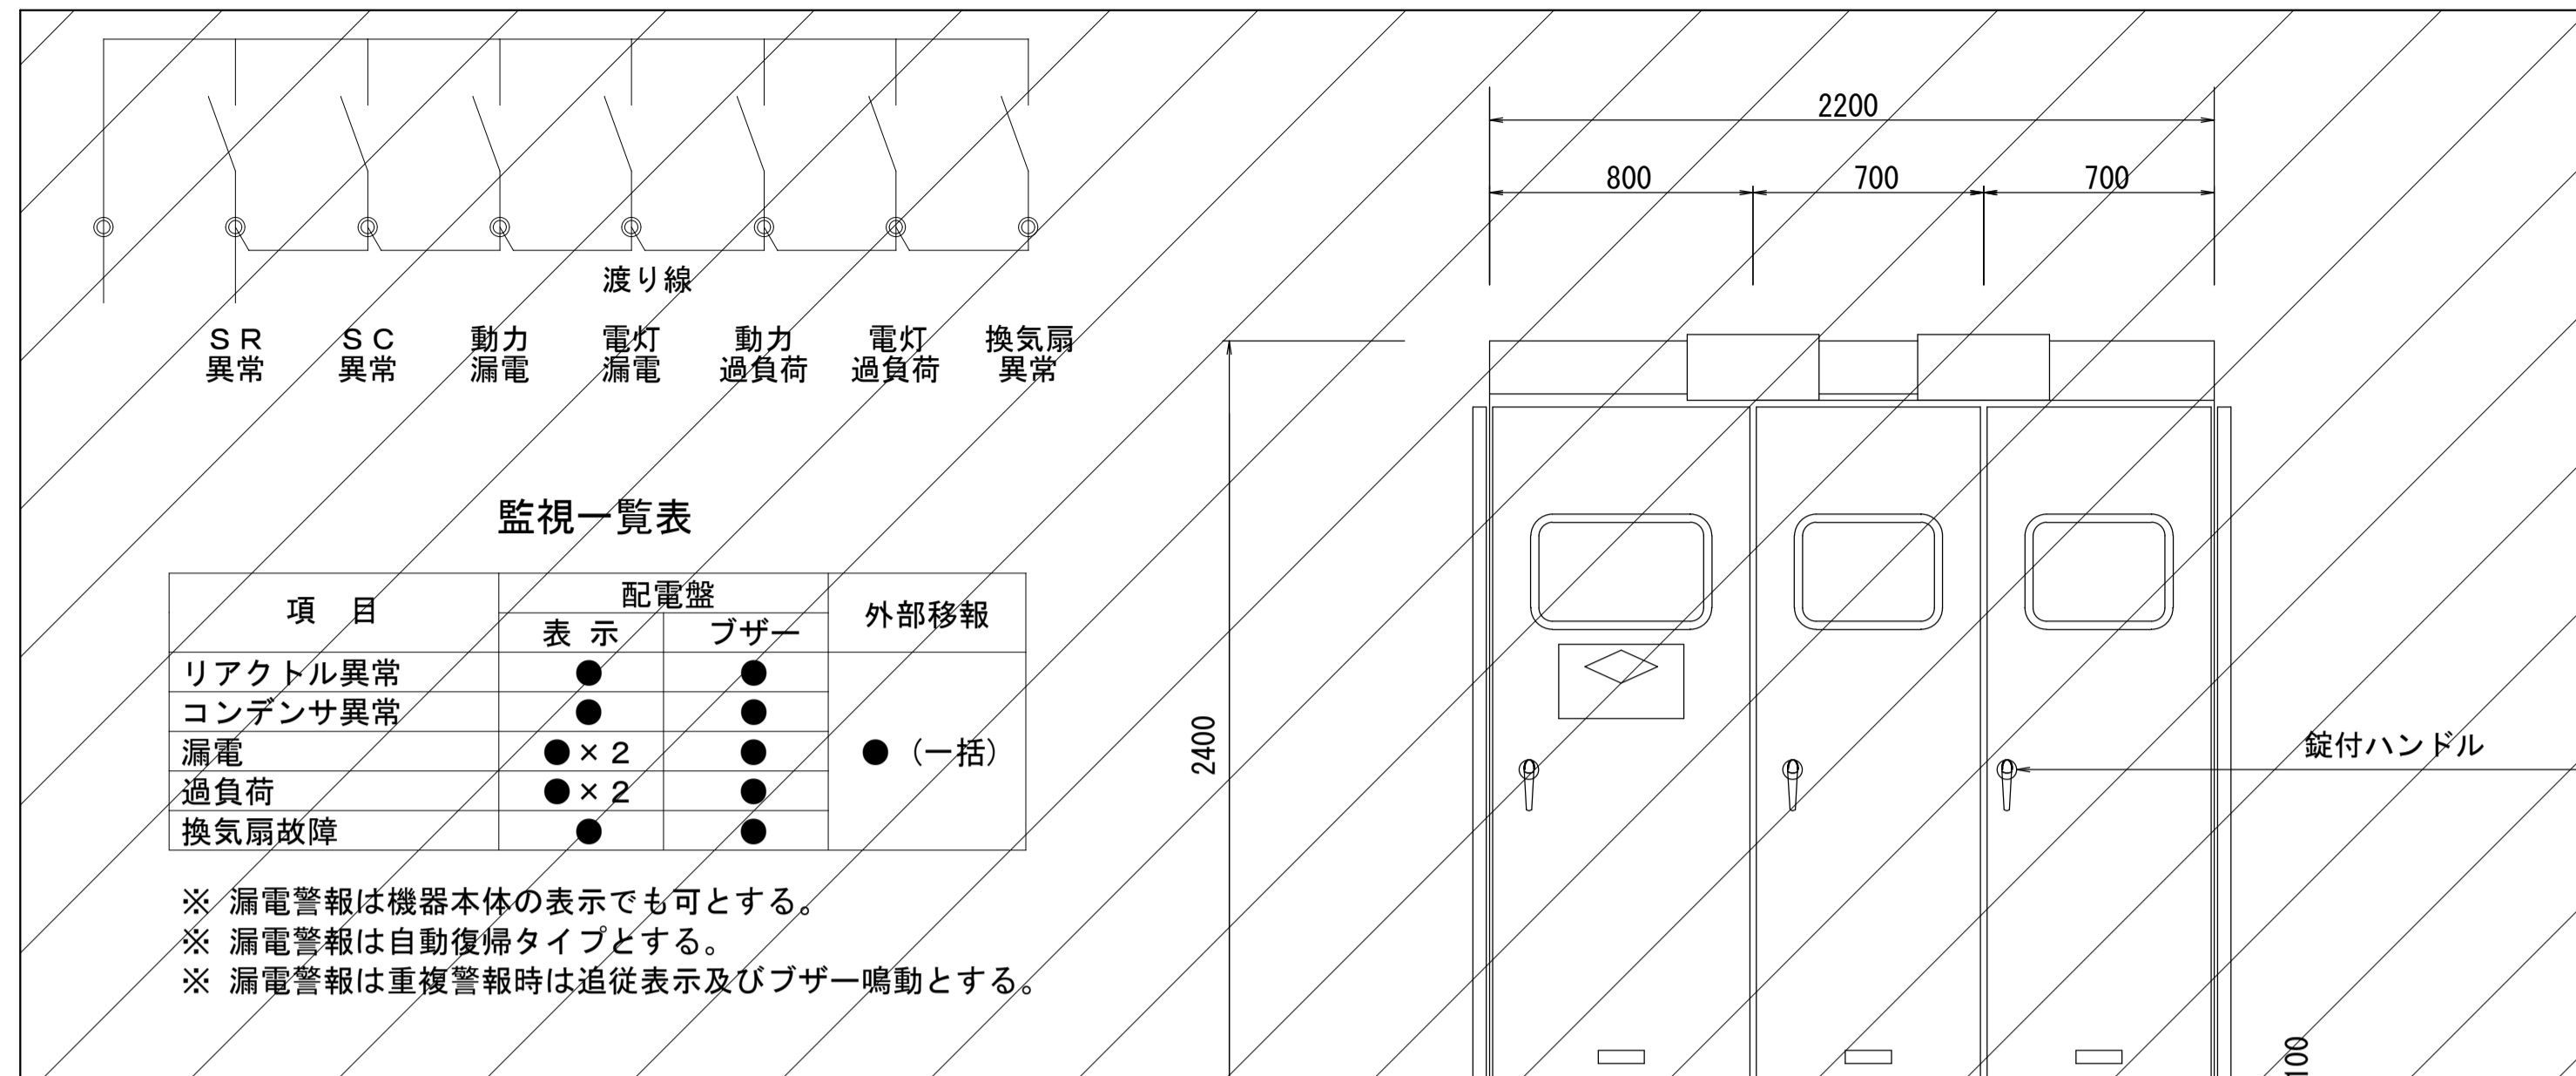 渡り線
ＳＲ
異常
ＳＣ
異常
動力
漏電
電灯
漏電
動力
過負荷
電灯
過負荷
換気扇
異常
監視一覧表
項　目
配電盤
外部移報
表 示
ブザー
リアクトル異常 ● ●
コンデンサ異常 ● ●
漏電 ●×２ ● ●（一括）
過負荷 ●×２ ●
換気扇故障 ● ●
※ 漏電警報は機器本体の表示でも可とする。
※ 漏電警報は自動復帰タイプとする。
※ 漏電警報は重複警報時は追従表示及びブザー鳴動とする。
2200
800
700
700
2400
錠付ハンドル
100